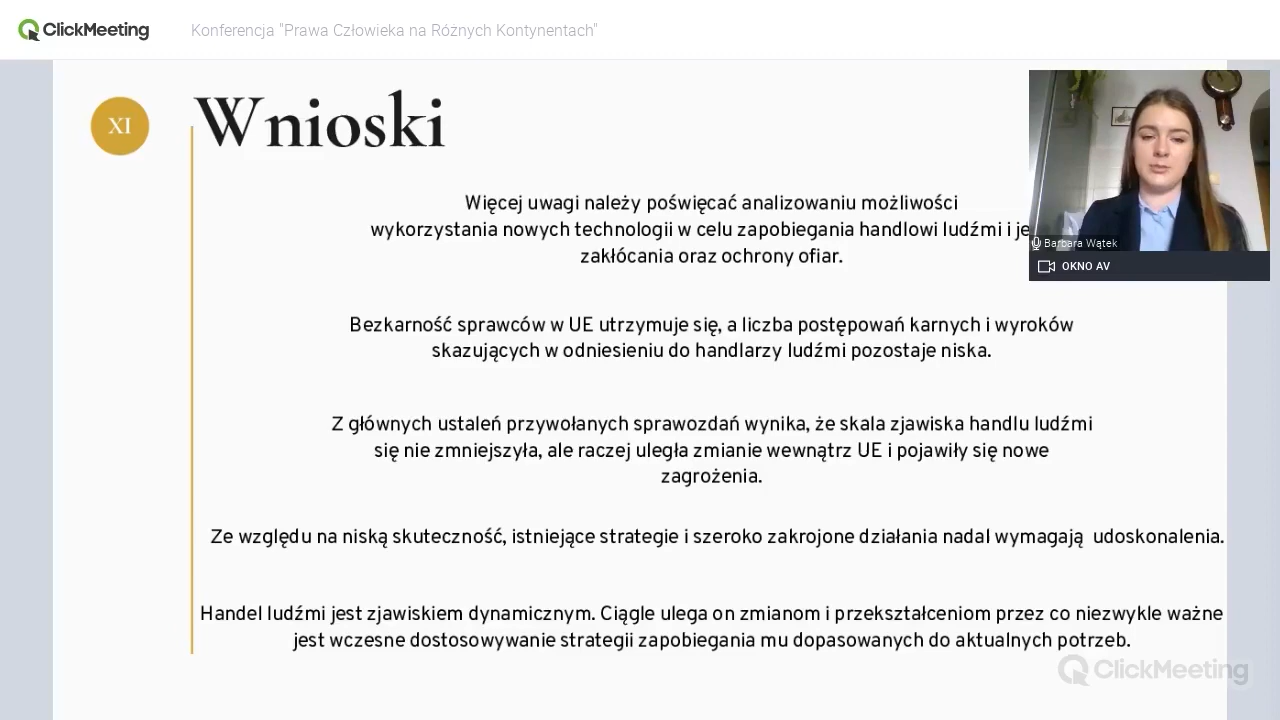 ClickMeeting
Konferencja "Prawa Człowieka na Różnych Kontynentach"
XI
Wnioski
Więcej uwagi należy poświęcać analizowaniu możliwości
wykorzystania nowych technologii w celu zapobiegania handlowi ludźmi i
zakłócania oraz ochrony ofiar.
Barbara Wątek
OKNO AV
Bezkarność sprawców w UE utrzymuje się, a liczba postępowań karnych i wyroków
skazujących w odniesieniu do handlarzy ludźmi pozostaje niska.
Z głównych ustaleń przywołanych sprawozdań wynika, że skala zjawiska handlu ludźmi
się nie zmniejszyła, ale raczej uległa zmianie wewnątrz UE i pojawiły się nowe
zagrożenia.
Ze względu na niską skuteczność, istniejące strategie i szeroko zakrojone działania nadal wymagają udoskonalenia.
Handel ludźmi jest zjawiskiem dynamicznym. Ciągle ulega on zmianom i przekształceniom przez co niezwykle ważne
jest wczesne dostosowywanie strategii zapobiegania mu dopasowanych do aktualnych potrzeb.
ClickMeeting